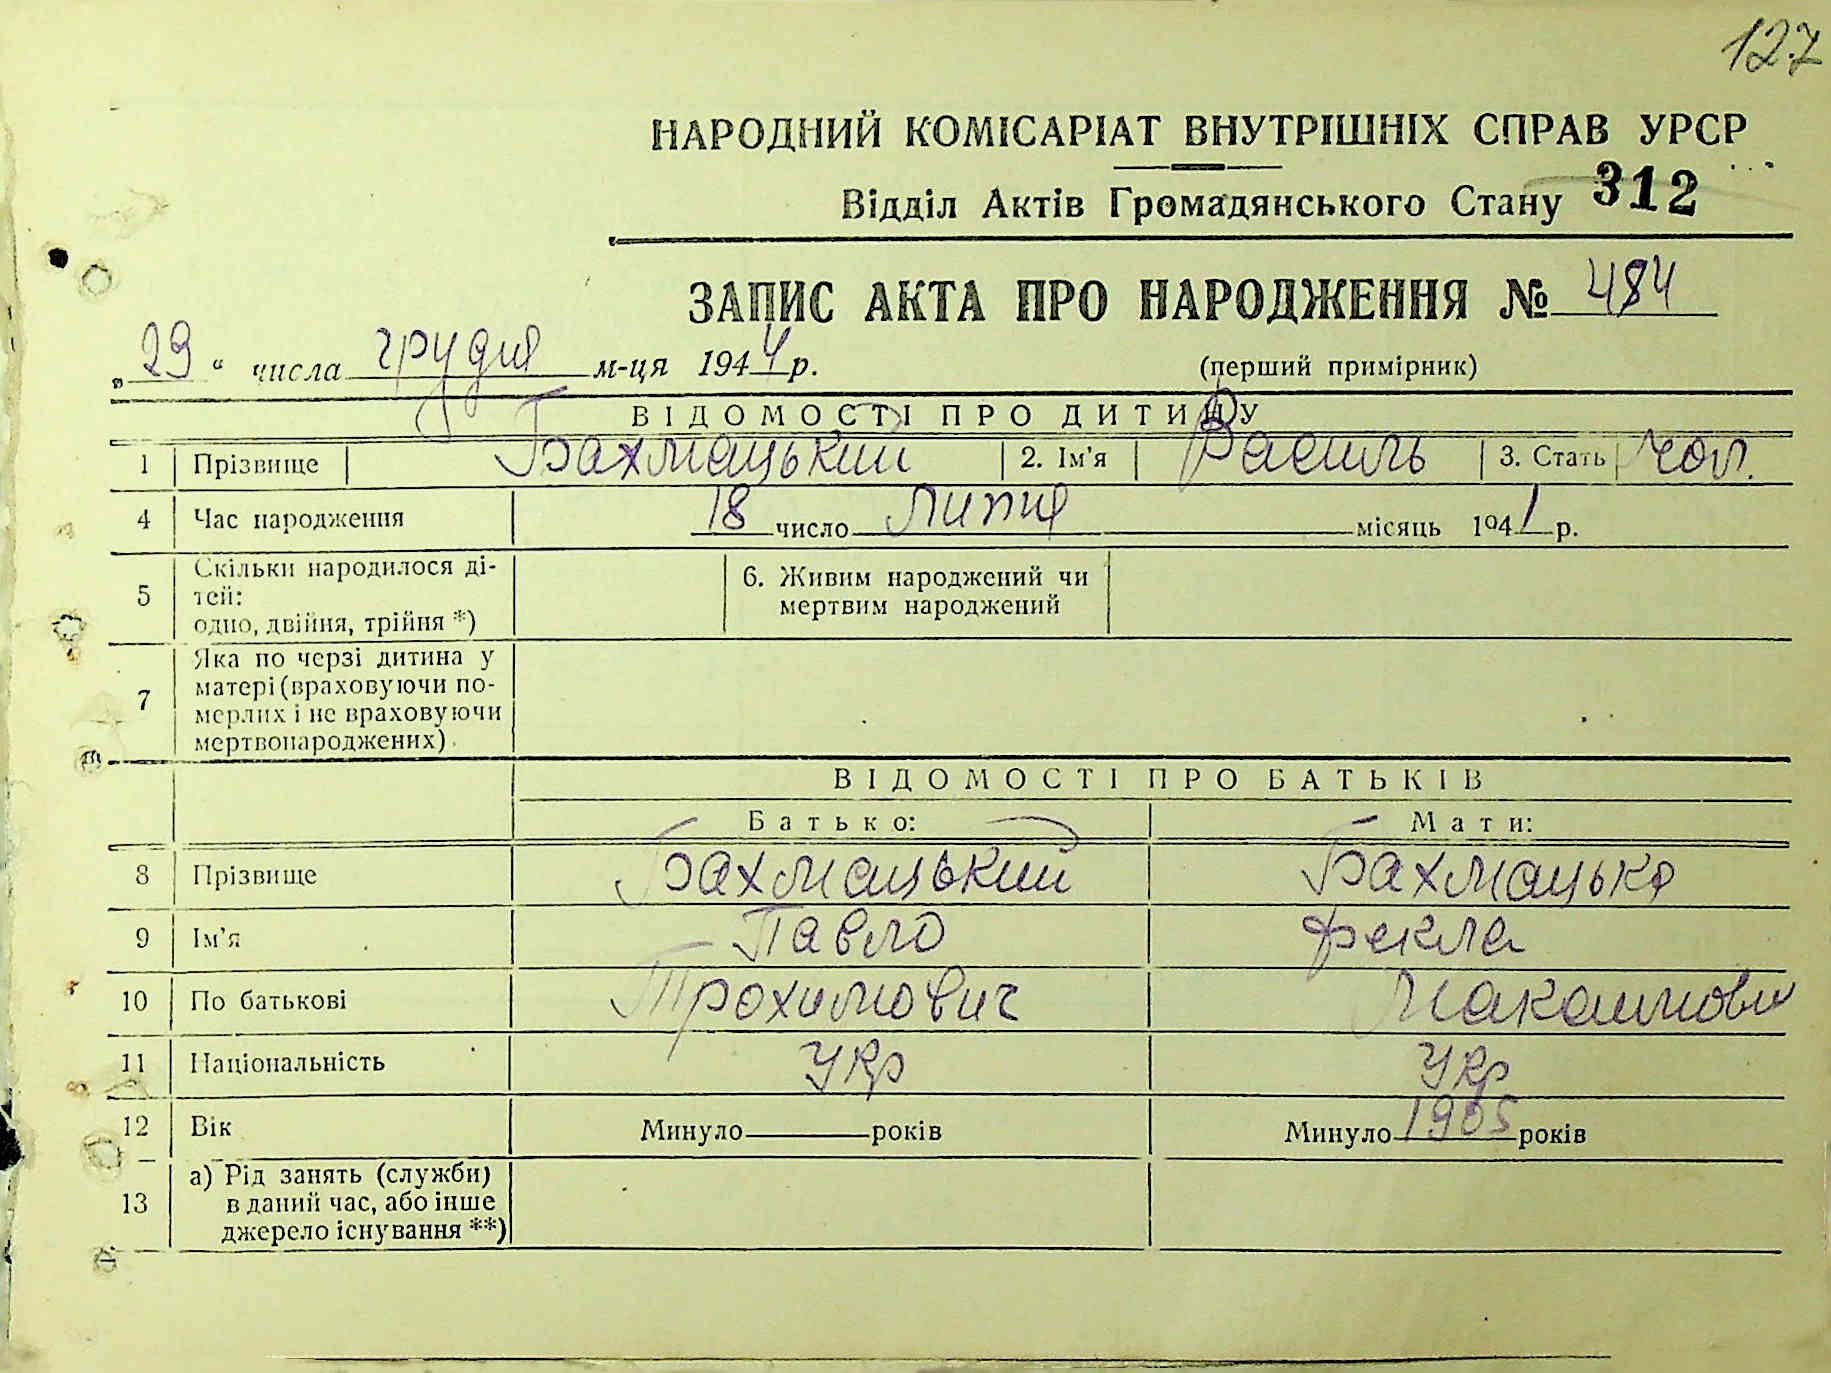 127
НАРОДНИЙ КОМІСАРІАТ ВНУТРІШНІХ СПРАВ УРСР
Відділ Актів Громадянського Стану 312
ЗАПИС АКТА ПРО НАРОДЖЕННЯ № 484
„29“ числа грудня м-ця 1944 р. (перший примірник)
ВІДОМОСТІ ПРО ДИТИНУ
1 Прізвище Бахмацький 2. Ім'я Василь 3. Стать чол.
4 Час народження 18 число липня місяць 1941 р.
5 Скільки народилося ді-
тей:
одно, двійня, трійня *)
6. Живим народжений чи
мертвим народжений
7 Яка по черзі дитина у
матері (враховуючи по-
мерлих і не враховуючи
мертвонароджених)
ВІДОМОСТІ ПРО БАТЬКІВ
Батько: Мати:
8 Прізвище Бахмацький Бахмацька
9 Ім'я Павло Фекла
10 По батькові Трохимович
11 Національність Укр Укр
12 Вік Минуло років Минуло 1905 років
13 а) Рід занять (служби)
в даний час, або інше
джерело існування **)